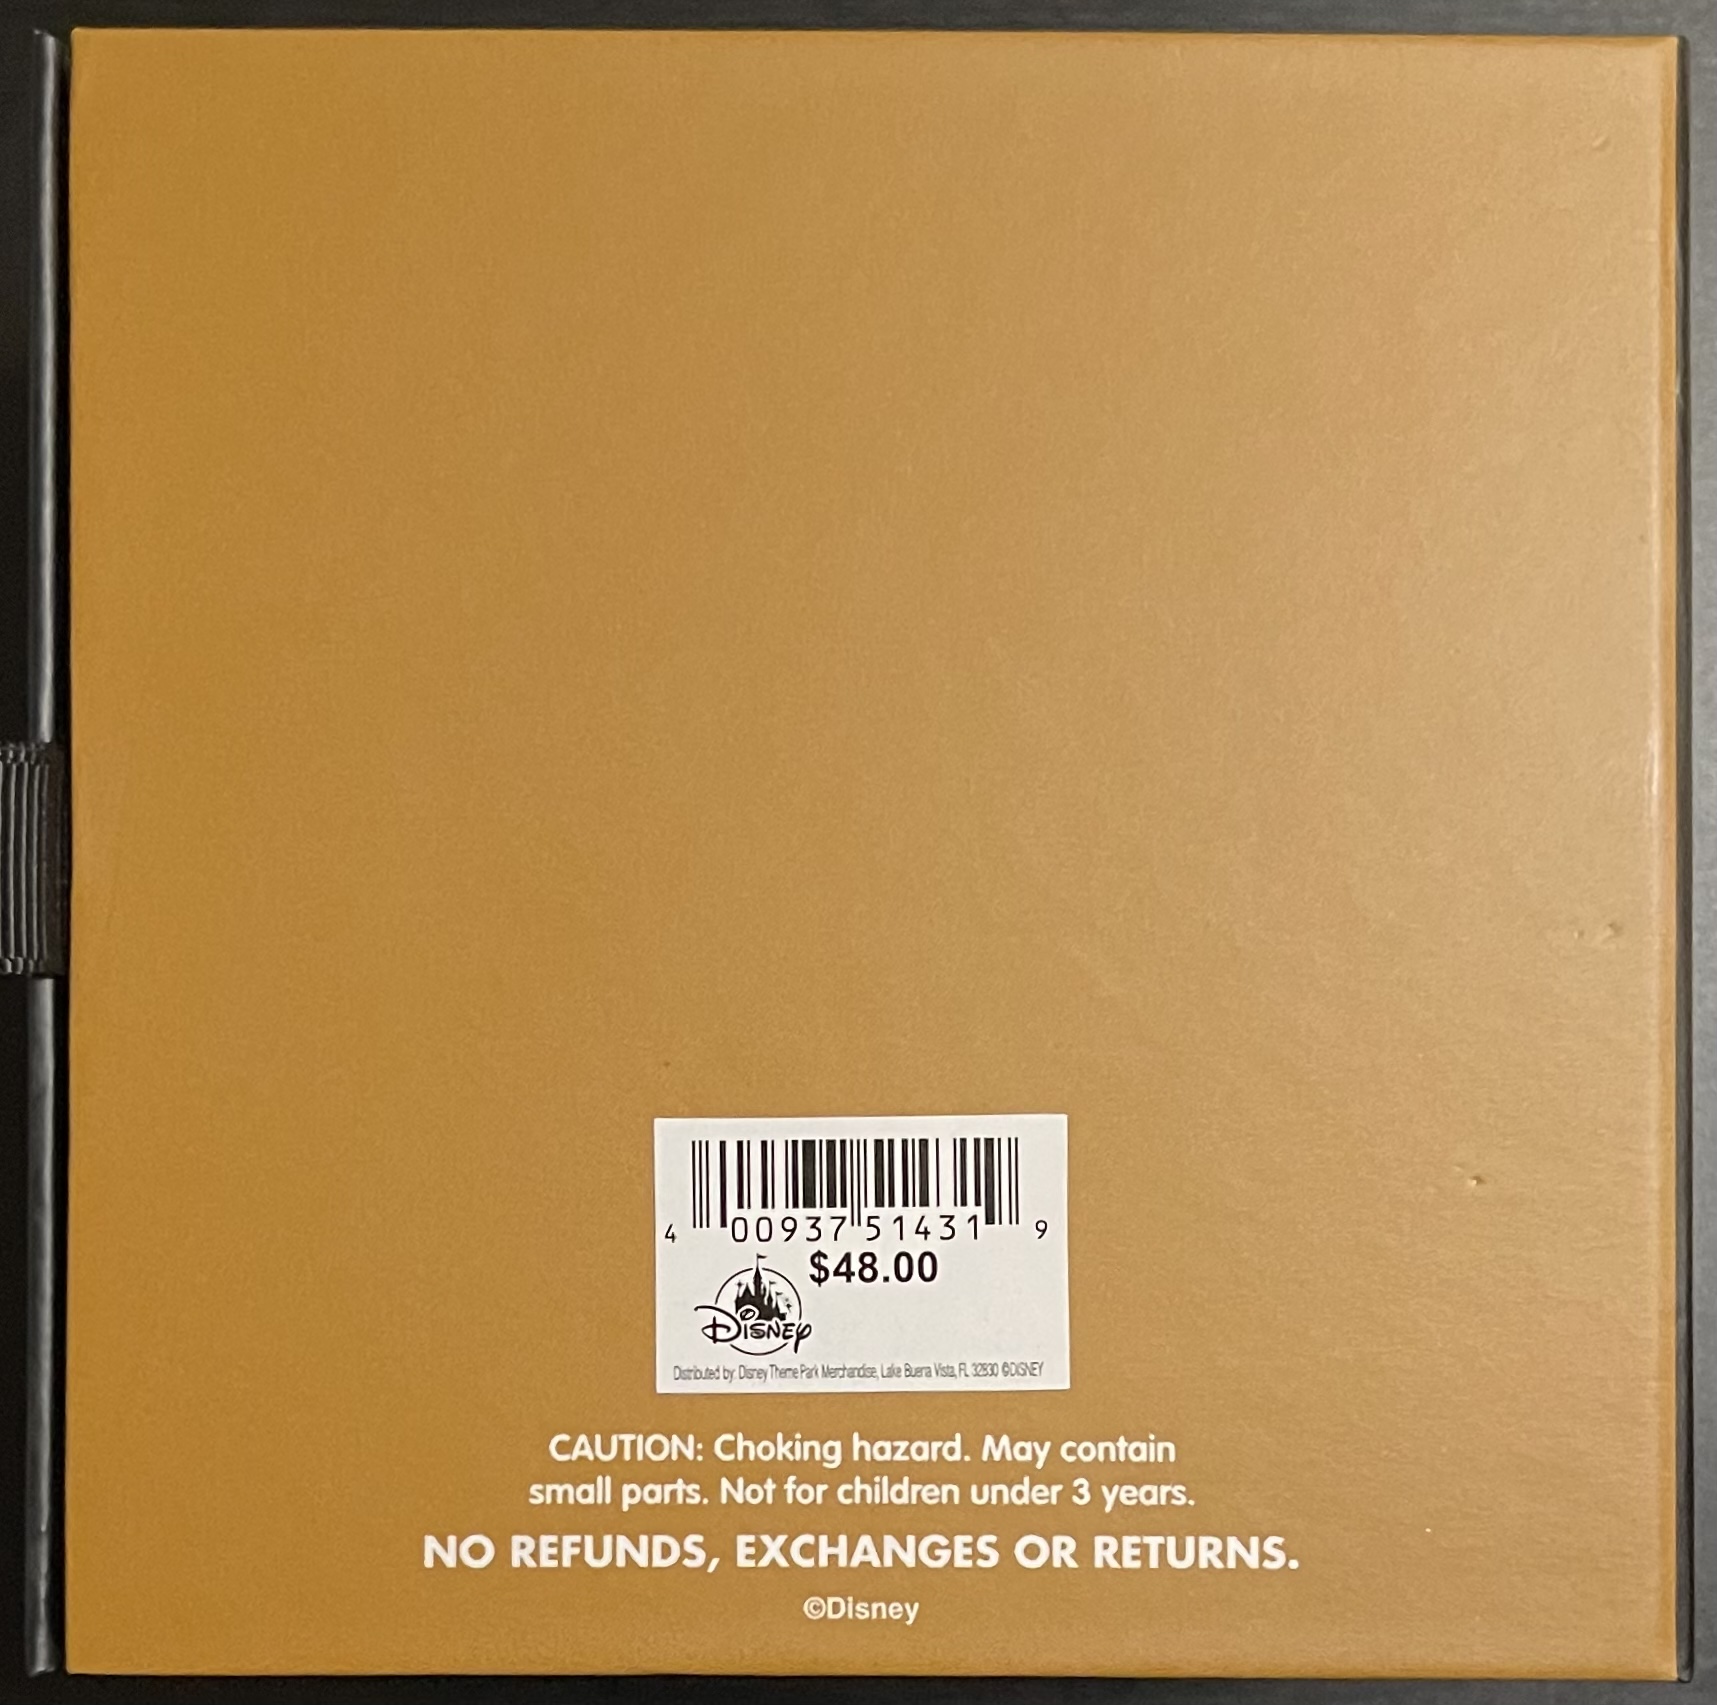 4 00937 51431 9
$48.00
Disney
Distributed by: Disney Theme Park Merchandise, Lake Buena Vista, FL 32830 ©DISNEY
CAUTION: Choking hazard. May contain
small parts. Not for children under 3 years.
NO REFUNDS, EXCHANGES OR RETURNS.
©Disney